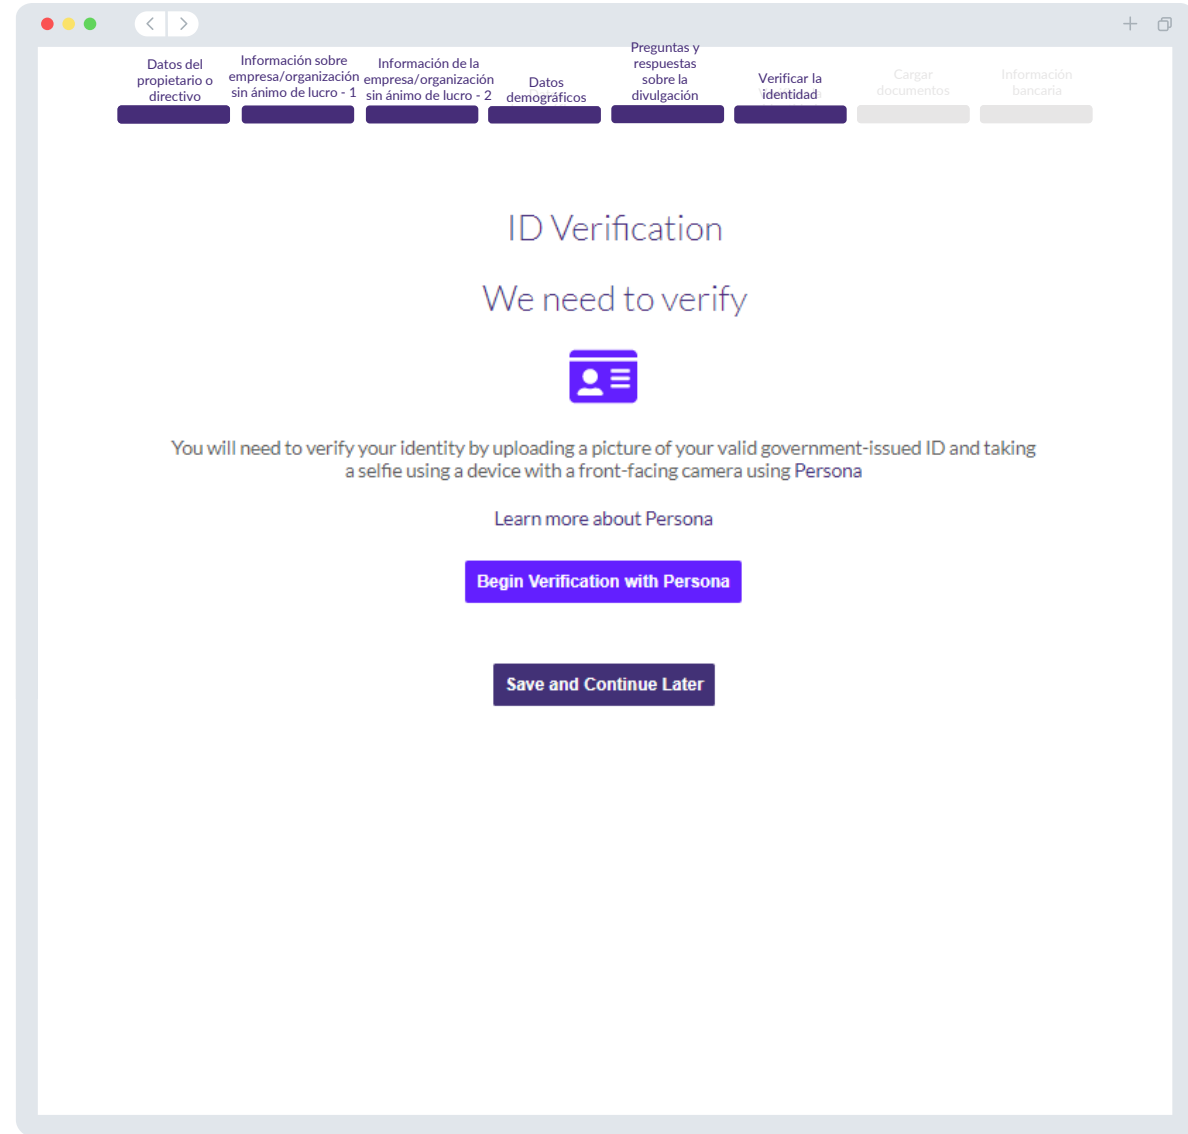 Datos del
propietario o
directivo
Información sobre
empresa/organización
sin ánimo de lucro - 1
Información de la
empresa/organización
sin ánimo de lucro - 2
Datos
demográficos
Preguntas y
respuestas
sobre la
divulgación
Verificar la
identidad
Cargar
documentos
Información
bancaria
ID Verification
We need to verify
You will need to verify your identity by uploading a picture of your valid government-issued ID and taking
a selfie using a device with a front-facing camera using Persona
Learn more about Persona
Begin Verification with Persona
Save and Continue Later